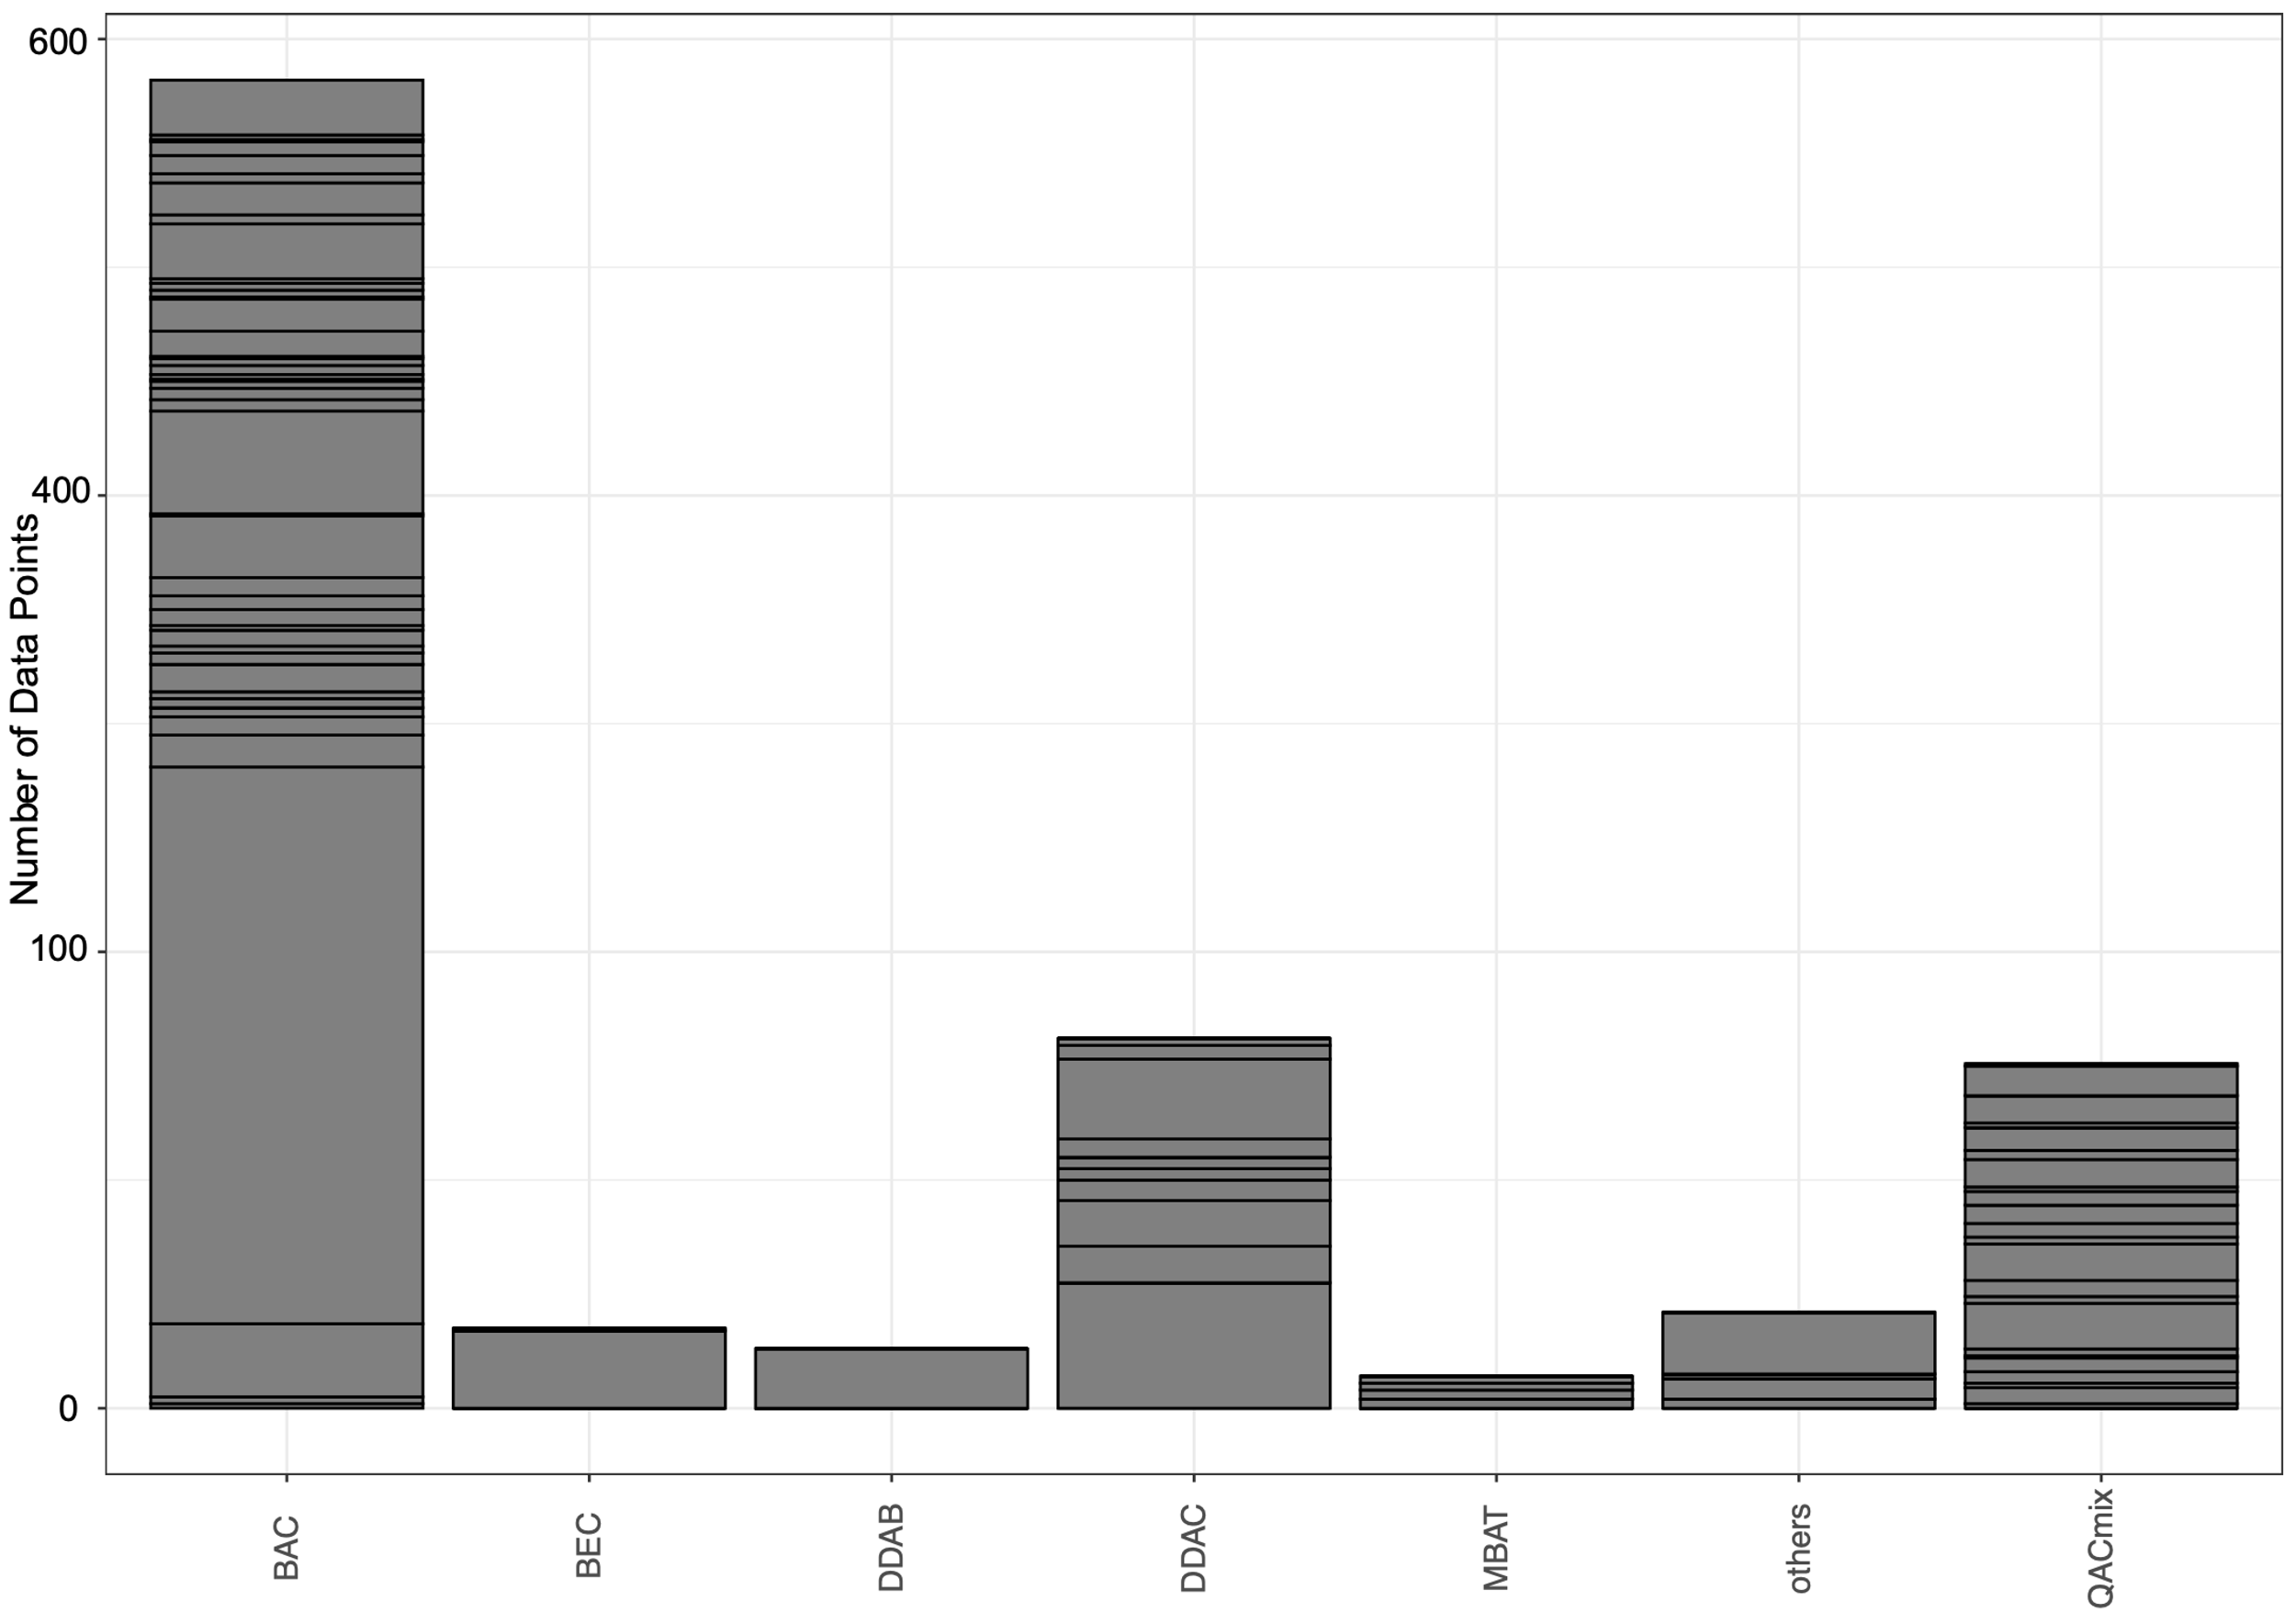 600
400
100
0
Number of Data Points
BAC
BEC
DDAB
DDAC
MBAT
others
QACmix